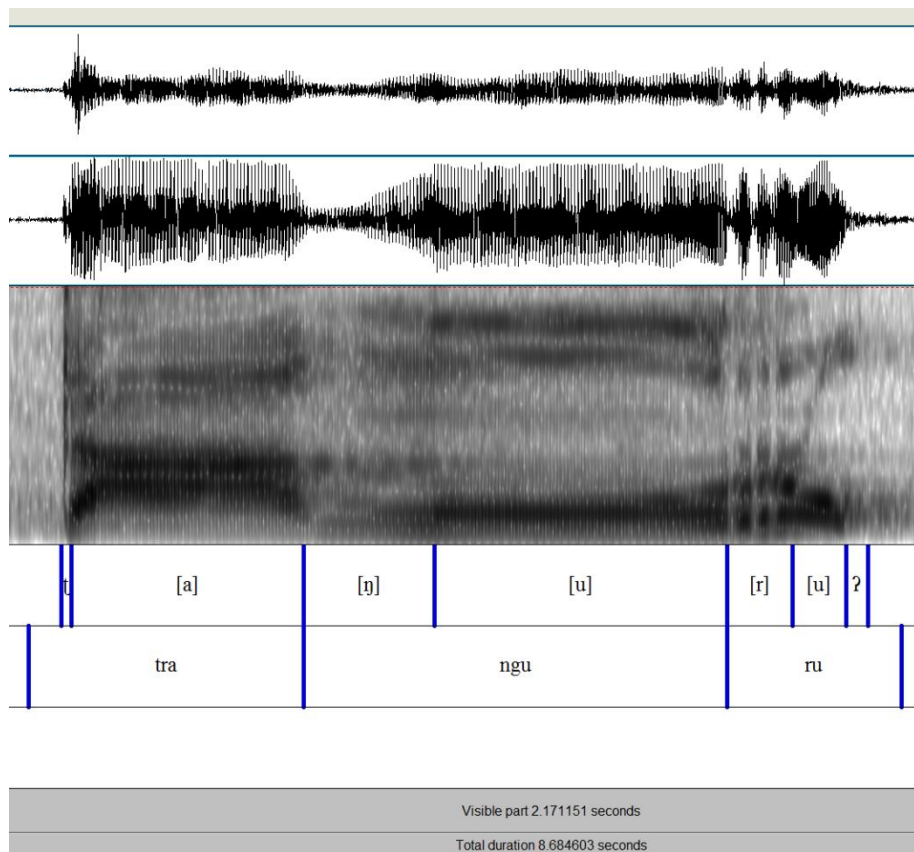 ʈ [a] [ŋ] [u] [r] [u] ʔ
tra ngu ru
Visible part 2.171151 seconds
Total duration 8.684603 seconds